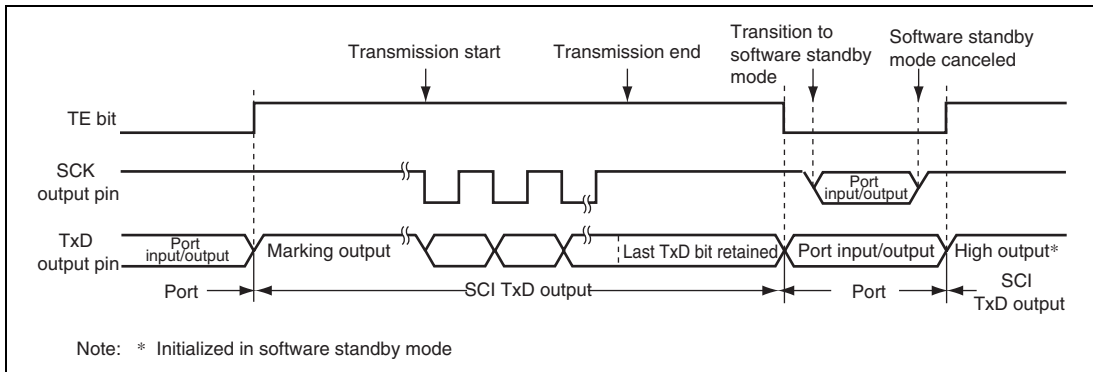 Transmission start
Transmission end
Transition to
software standby
mode
Software standby
mode canceled
TE bit
SCK
output pin
Port
input/output
TxD
output pin
Port
input/output
Marking output
Last TxD bit retained
Port input/output
High output*
Port
SCI TxD output
Port
SCI
TxD output
Note: * Initialized in software standby mode